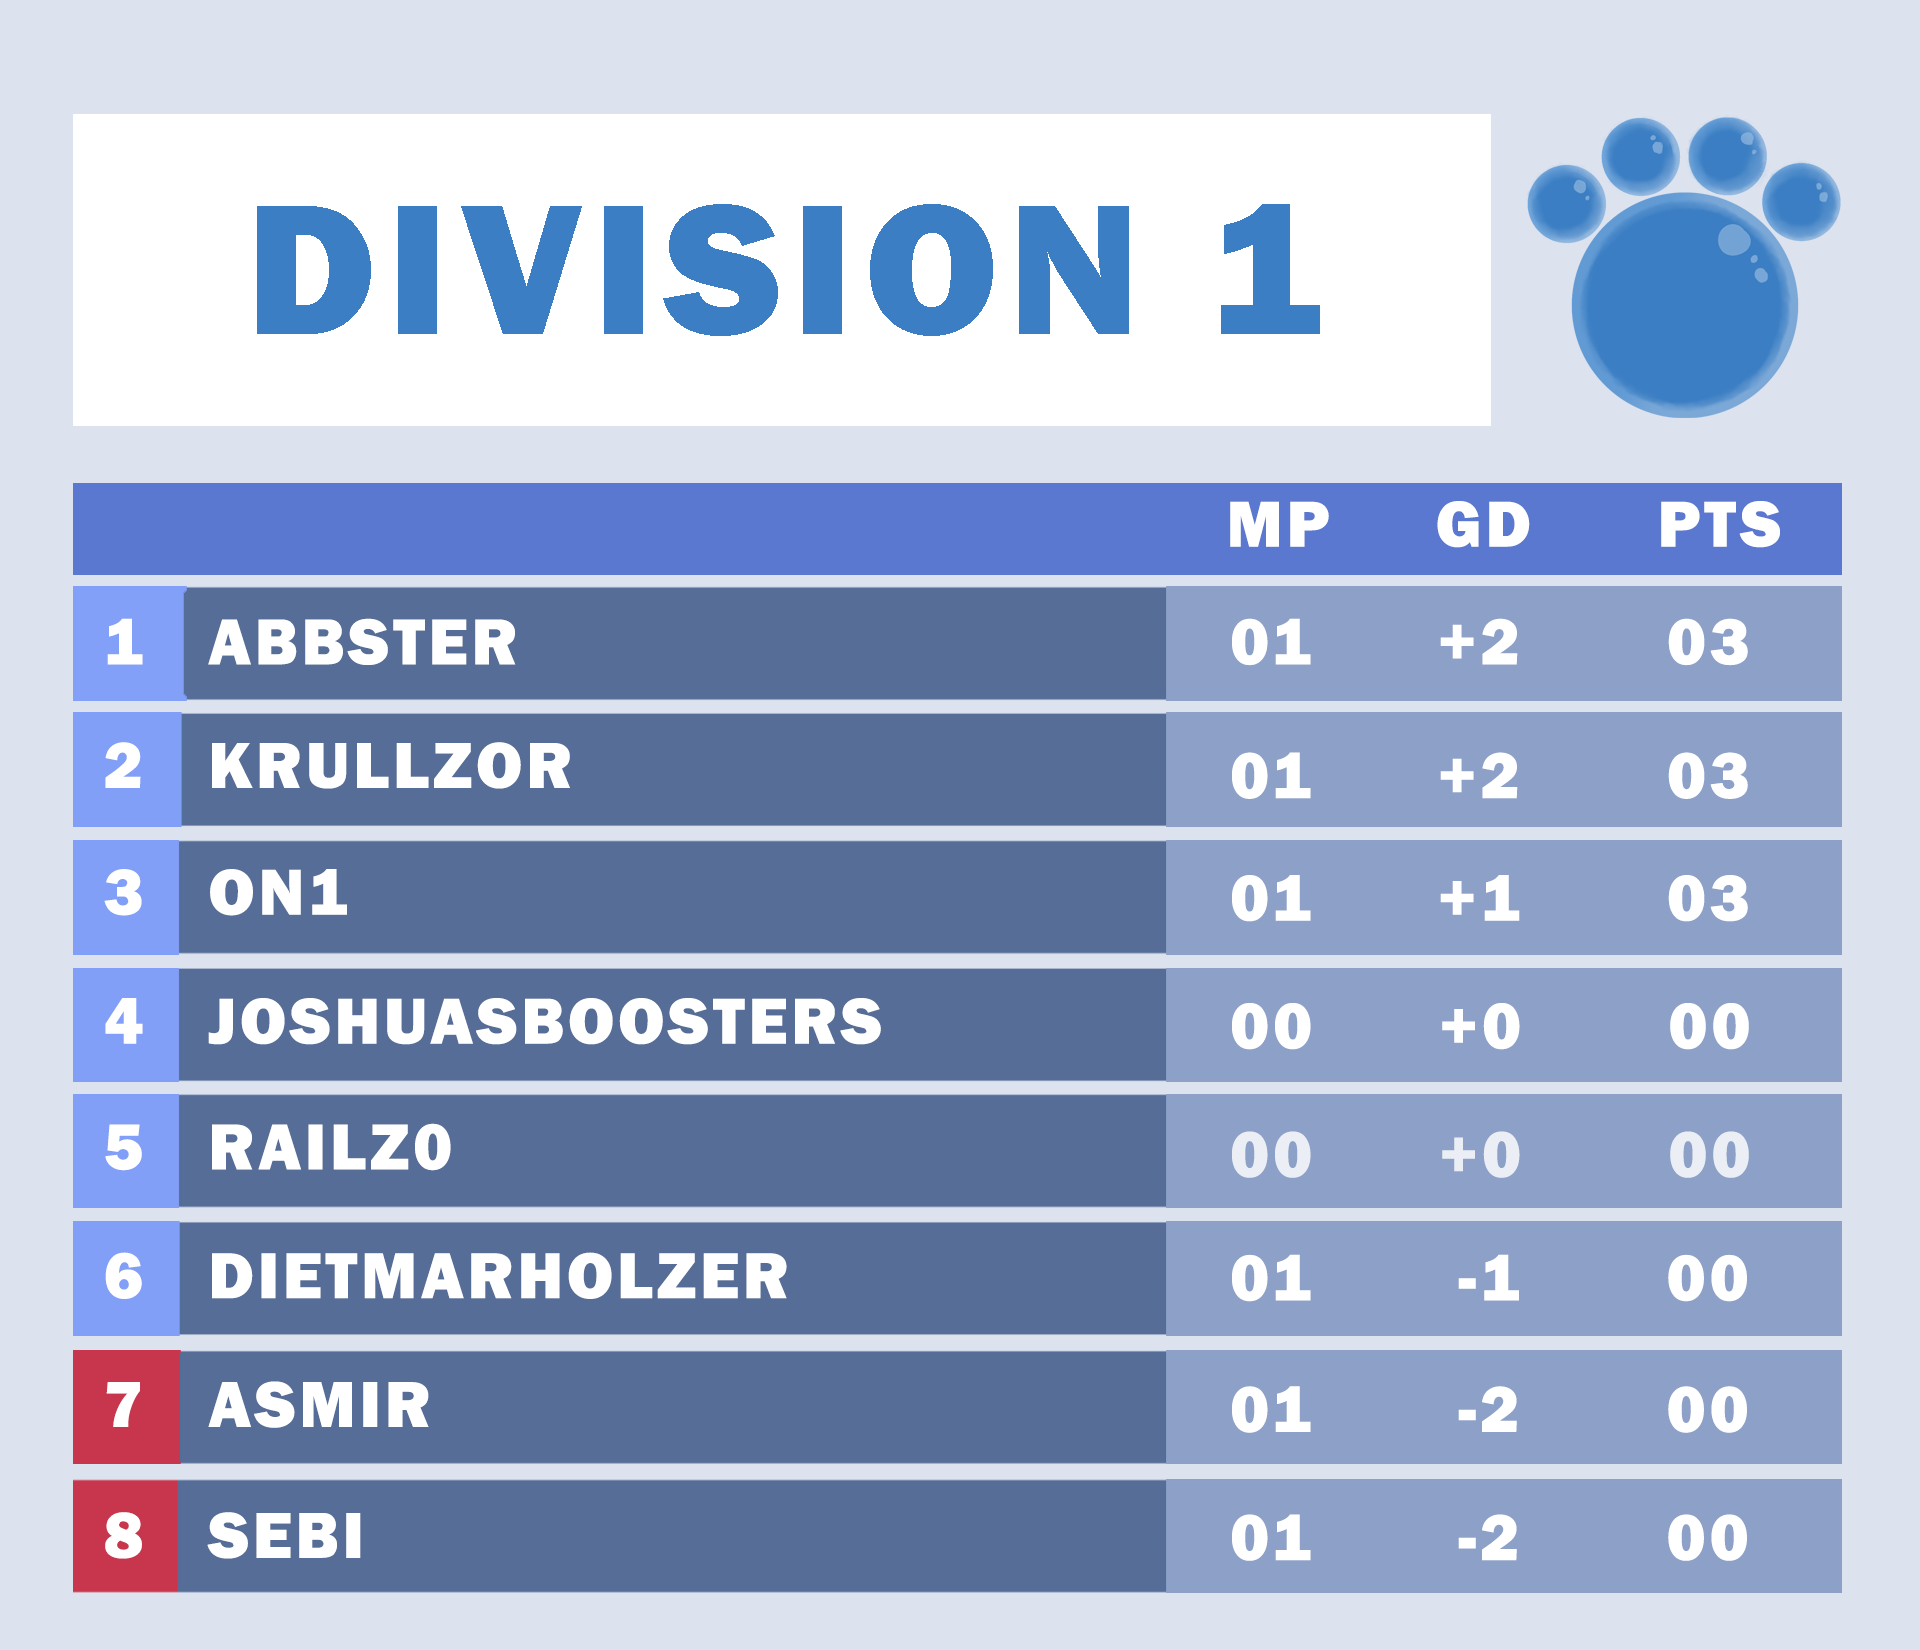 DIVISION 1
MP GD PTS
1 ABBSTER 01 +2 03
2 KRULLZOR 01 +2 03
3 ON1 01 +1 03
4 JOSHUASBOOSTERS 00 +0 00
5 RAILZ0 00 +0 00
6 DIETMARHOLZER 01 -1 00
7 ASMIR 01 -2 00
8 SEBI 01 -2 00